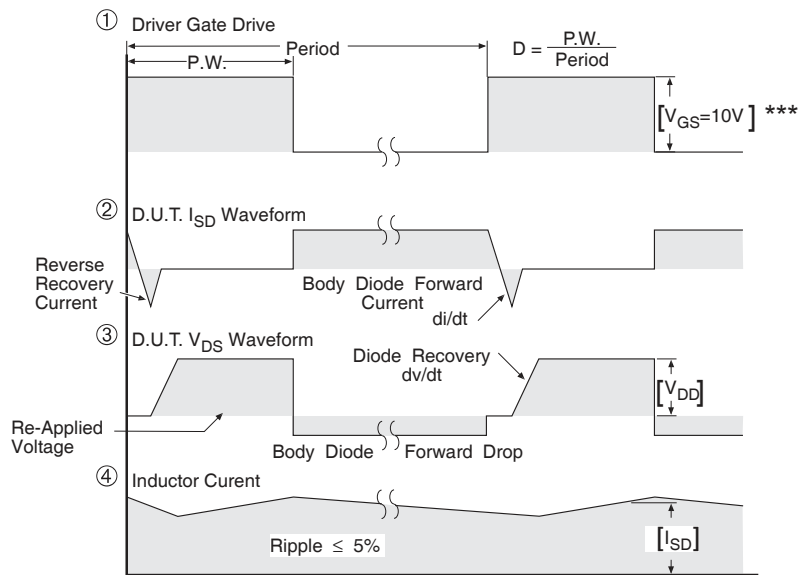 ① Driver Gate Drive
P.W.
Period
D = P.W.
Period
[VGS=10V] ***
② D.U.T. ISD Waveform
Reverse
Recovery
Current
Body Diode Forward
Current
di/dt
③ D.U.T. VDS Waveform
Diode Recovery
dv/dt
[VDD]
Re-Applied
Voltage
Body Diode Forward Drop
④ Inductor Curent
Ripple ≤ 5%
[ISD]